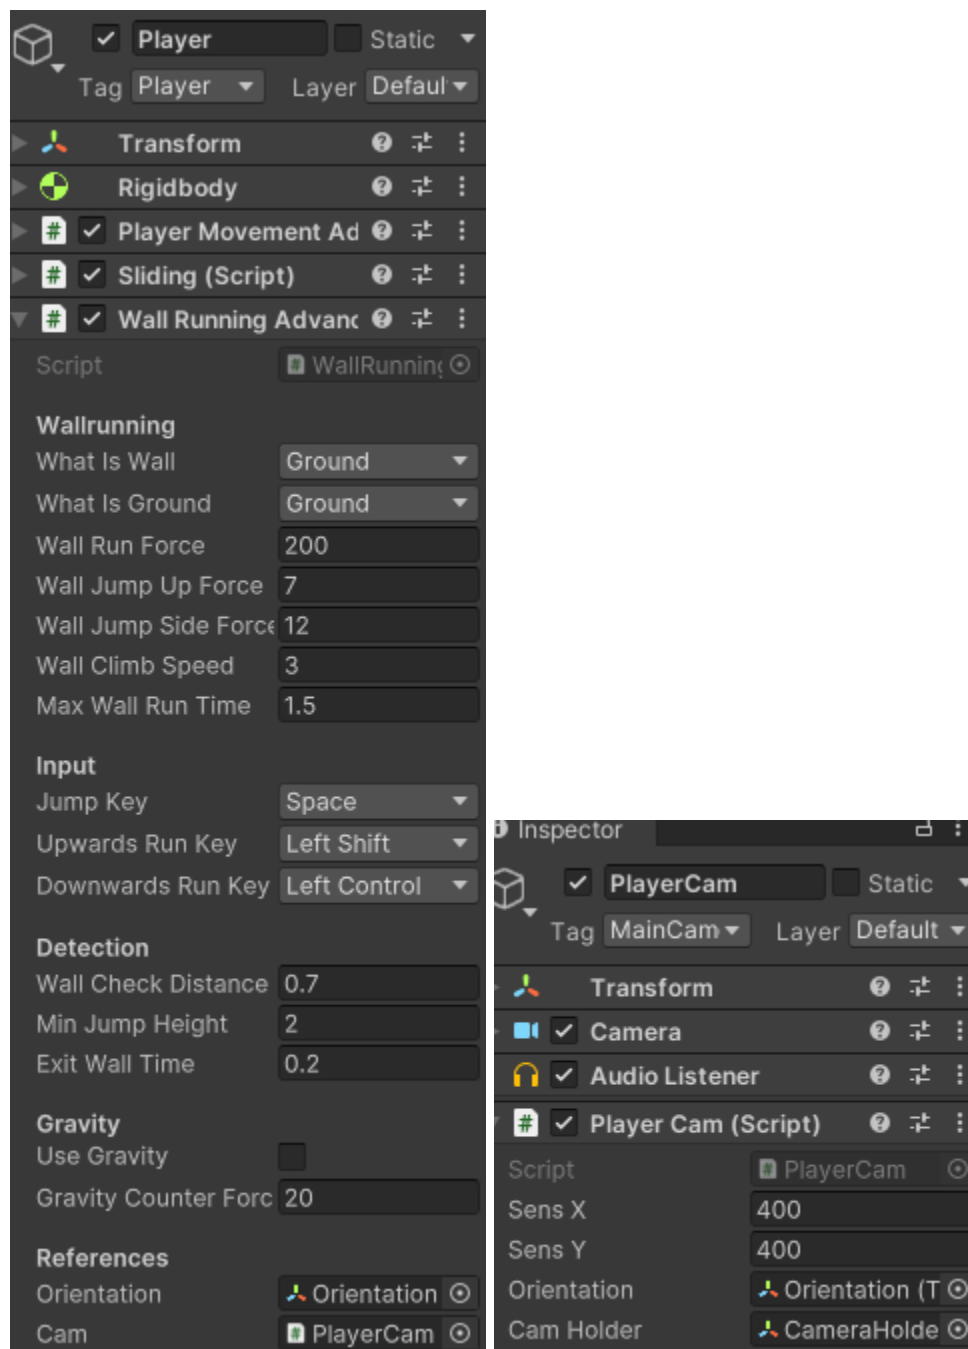 Player
Static
Tag Player Layer Defaul
Transform
Rigidbody
Player Movement Ad
Sliding (Script)
Wall Running Advanc
Script WallRunning
Wallrunning
What Is Wall Ground
What Is Ground Ground
Wall Run Force 200
Wall Jump Up Force 7
Wall Jump Side Force 12
Wall Climb Speed 3
Max Wall Run Time 1.5
Input
Jump Key Space
Upwards Run Key Left Shift
Downwards Run Key Left Control
Detection
Wall Check Distance 0.7
Min Jump Height 2
Exit Wall Time 0.2
Gravity
Use Gravity
Gravity Counter Forc 20
References
Orientation Orientation
Cam PlayerCam
Inspector
PlayerCam Static
Tag MainCam Layer Default
Transform
Camera
Audio Listener
Player Cam (Script)
Script PlayerCam
Sens X 400
Sens Y 400
Orientation Orientation (T
Cam Holder CameraHolde